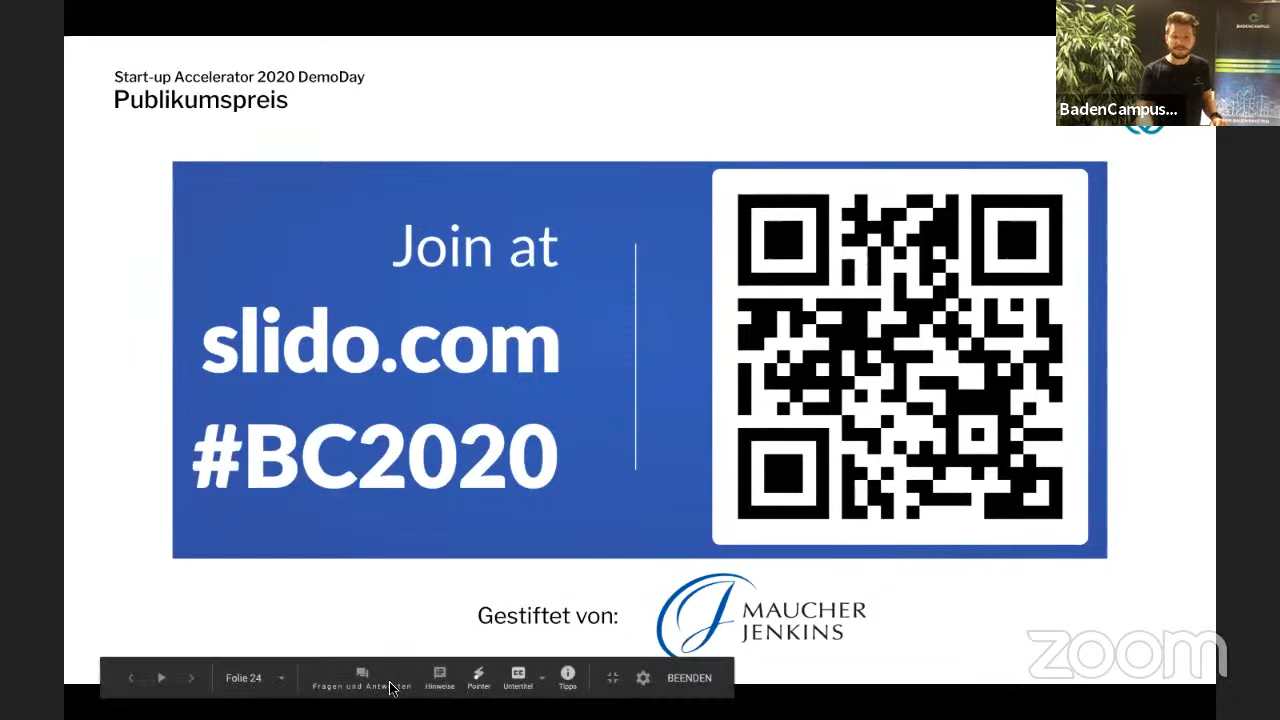 Start-up Accelerator 2020 DemoDay
Publikumspreis
BADENCAMPUS
BadenCampus...
Join at
slido.com
#BC2020
Gestiftet von:
MAUCHER
JENKINS
zoom
Folie 24
Fragen und Antworten
Hinweise
Pointer
Untertitel
Tipps
BEENDEN